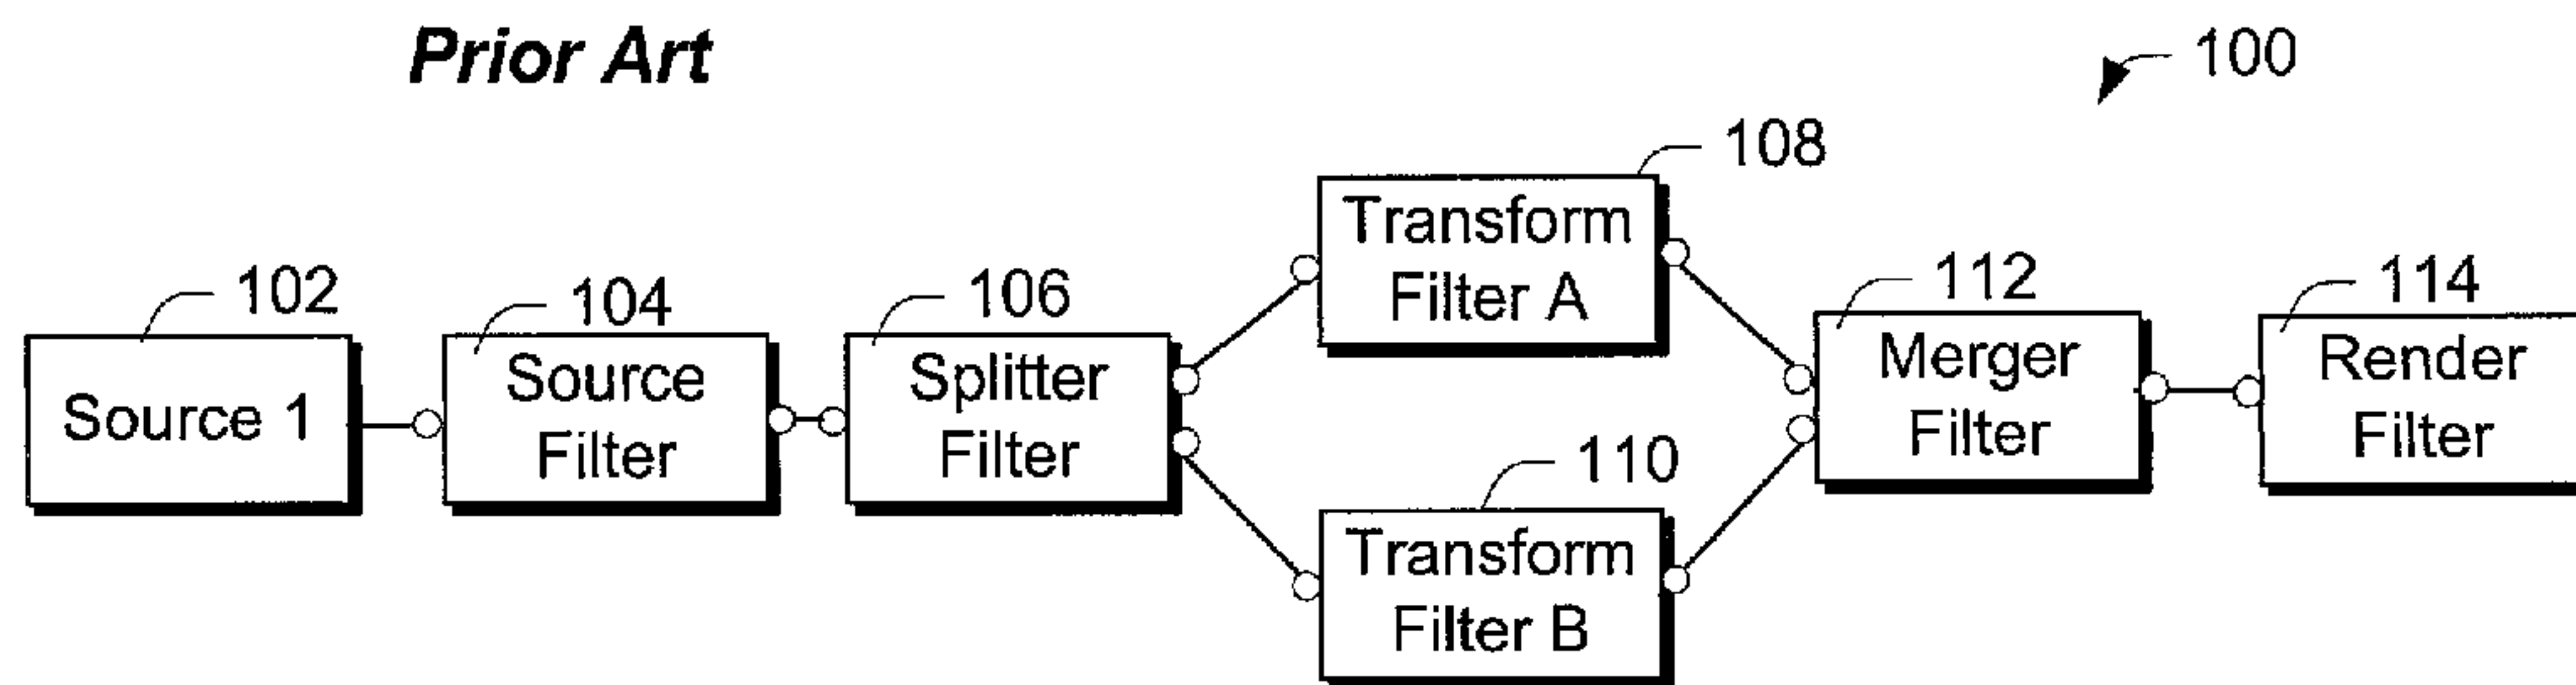 Prior Art
100
108
Transform
Filter A
102
104
106
112
114
Source 1
Source
Filter
Splitter
Filter
Merger
Filter
Render
Filter
110
Transform
Filter B